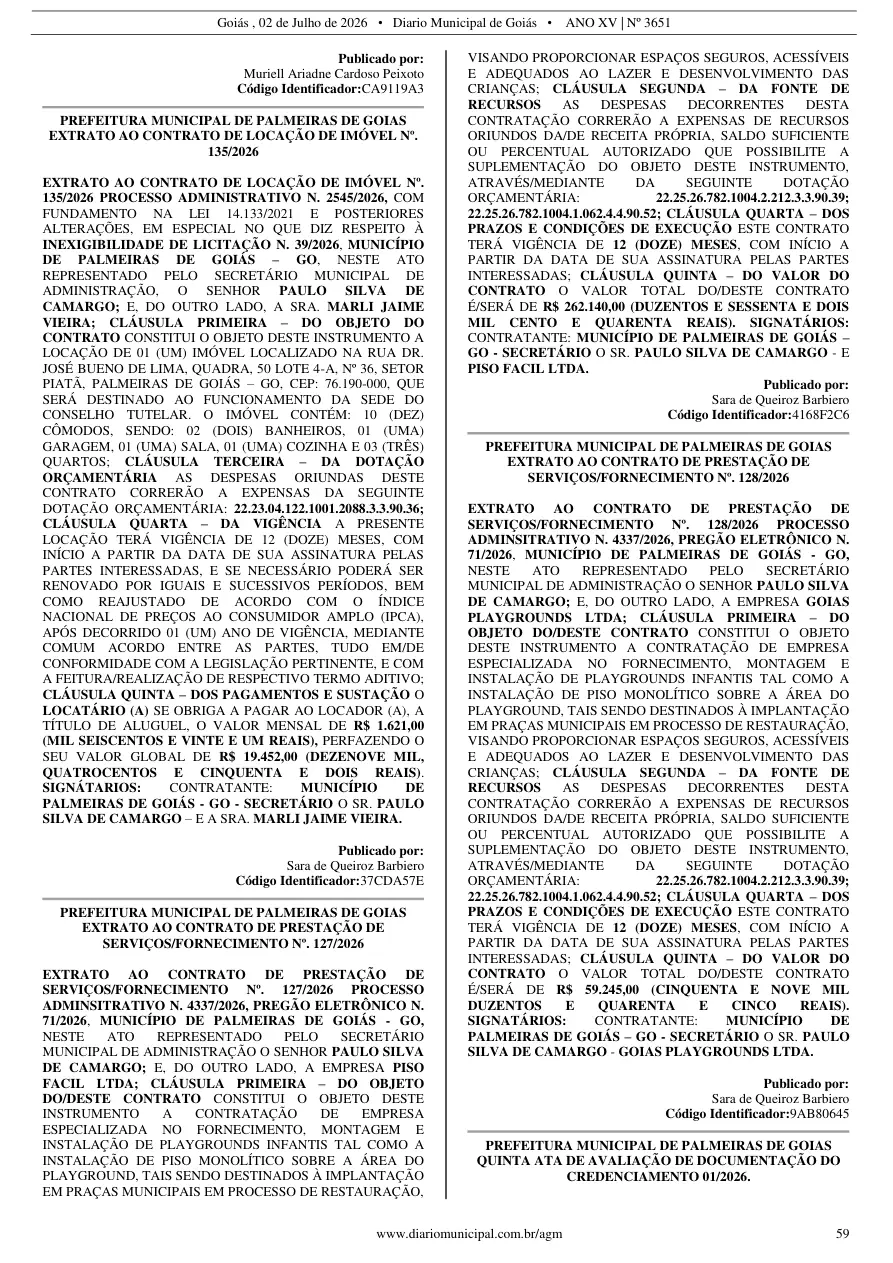 Goiás , 02 de Julho de 2026 • Diario Municipal de Goiás • ANO XV | Nº 3651
Publicado por:
Muriell Ariadne Cardoso Peixoto
Código Identificador:CA9119A3
PREFEITURA MUNICIPAL DE PALMEIRAS DE GOIAS
EXTRATO AO CONTRATO DE LOCAÇÃO DE IMÓVEL Nº.
135/2026
EXTRATO AO CONTRATO DE LOCAÇÃO DE IMÓVEL Nº.
135/2026 PROCESSO ADMINISTRATIVO N. 2545/2026, COM
FUNDAMENTO NA LEI 14.133/2021 E POSTERIORES
ALTERAÇÕES, EM ESPECIAL NO QUE DIZ RESPEITO À
INEXIGIBILIDADE DE LICITAÇÃO N. 39/2026, MUNICÍPIO
DE PALMEIRAS DE GOIÁS – GO, NESTE ATO
REPRESENTADO PELO SECRETÁRIO MUNICIPAL DE
ADMINISTRAÇÃO, O SENHOR PAULO SILVA DE
CAMARGO; E, DO OUTRO LADO, A SRA. MARLI JAIME
VIEIRA; CLÁUSULA PRIMEIRA – DO OBJETO DO
CONTRATO CONSTITUI O OBJETO DESTE INSTRUMENTO A
LOCAÇÃO DE 01 (UM) IMÓVEL LOCALIZADO NA RUA DR.
JOSÉ BUENO DE LIMA, QUADRA, 50 LOTE 4-A, Nº 36, SETOR
PIATÃ, PALMEIRAS DE GOIÁS – GO, CEP: 76.190-000, QUE
SERÁ DESTINADO AO FUNCIONAMENTO DA SEDE DO
CONSELHO TUTELAR. O IMÓVEL CONTÉM: 10 (DEZ)
CÔMODOS, SENDO: 02 (DOIS) BANHEIROS, 01 (UMA)
GARAGEM, 01 (UMA) SALA, 01 (UMA) COZINHA E 03 (TRÊS)
QUARTOS; CLÁUSULA TERCEIRA – DA DOTAÇÃO
ORÇAMENTÁRIA AS DESPESAS ORIUNDAS DESTE
CONTRATO CORRERÃO A EXPENSAS DA SEGUINTE
DOTAÇÃO ORÇAMENTÁRIA: 22.23.04.122.1001.2088.3.3.90.36;
CLÁUSULA QUARTA – DA VIGÊNCIA A PRESENTE
LOCAÇÃO TERÁ VIGÊNCIA DE 12 (DOZE) MESES, COM
INÍCIO A PARTIR DA DATA DE SUA ASSINATURA PELAS
PARTES INTERESSADAS, E SE NECESSÁRIO PODERÁ SER
RENOVADO POR IGUAIS E SUCESSIVOS PERÍODOS, BEM
COMO REAJUSTADO DE ACORDO COM O ÍNDICE
NACIONAL DE PREÇOS AO CONSUMIDOR AMPLO (IPCA),
APÓS DECORRIDO 01 (UM) ANO DE VIGÊNCIA, MEDIANTE
COMUM ACORDO ENTRE AS PARTES, TUDO EM/DE
CONFORMIDADE COM A LEGISLAÇÃO PERTINENTE, E COM
A FEITURA/REALIZAÇÃO DE RESPECTIVO TERMO ADITIVO;
CLÁUSULA QUINTA – DOS PAGAMENTOS E SUSTAÇÃO O
LOCATÁRIO (A) SE OBRIGA A PAGAR AO LOCADOR (A), A
TÍTULO DE ALUGUEL, O VALOR MENSAL DE R$ 1.621,00
(MIL SEISCENTOS E VINTE E UM REAIS), PERFAZENDO O
SEU VALOR GLOBAL DE R$ 19.452,00 (DEZENOVE MIL,
QUATROCENTOS E CINQUENTA E DOIS REAIS).
SIGNÁTARIOS: CONTRATANTE: MUNICÍPIO DE
PALMEIRAS DE GOIÁS - GO - SECRETÁRIO O SR. PAULO
SILVA DE CAMARGO – E A SRA. MARLI JAIME VIEIRA.
Publicado por:
Sara de Queiroz Barbiero
Código Identificador:37CDA57E
PREFEITURA MUNICIPAL DE PALMEIRAS DE GOIAS
EXTRATO AO CONTRATO DE PRESTAÇÃO DE
SERVIÇOS/FORNECIMENTO Nº. 127/2026
EXTRATO AO CONTRATO DE PRESTAÇÃO DE
SERVIÇOS/FORNECIMENTO Nº. 127/2026 PROCESSO
ADMINSITRATIVO N. 4337/2026, PREGÃO ELETRÔNICO N.
71/2026, MUNICÍPIO DE PALMEIRAS DE GOIÁS - GO,
NESTE ATO REPRESENTADO PELO SECRETÁRIO
MUNICIPAL DE ADMINISTRAÇÃO O SENHOR PAULO SILVA
DE CAMARGO; E, DO OUTRO LADO, A EMPRESA PISO
FACIL LTDA; CLÁUSULA PRIMEIRA – DO OBJETO
DO/DESTE CONTRATO CONSTITUI O OBJETO DESTE
INSTRUMENTO A CONTRATAÇÃO DE EMPRESA
ESPECIALIZADA NO FORNECIMENTO, MONTAGEM E
INSTALAÇÃO DE PLAYGROUNDS INFANTIS TAL COMO A
INSTALAÇÃO DE PISO MONOLÍTICO SOBRE A ÁREA DO
PLAYGROUND, TAIS SENDO DESTINADOS À IMPLANTAÇÃO
EM PRAÇAS MUNICIPAIS EM PROCESSO DE RESTAURAÇÃO,
VISANDO PROPORCIONAR ESPAÇOS SEGUROS, ACESSÍVEIS
E ADEQUADOS AO LAZER E DESENVOLVIMENTO DAS
CRIANÇAS; CLÁUSULA SEGUNDA – DA FONTE DE
RECURSOS AS DESPESAS DECORRENTES DESTA
CONTRATAÇÃO CORRERÃO A EXPENSAS DE RECURSOS
ORIUNDOS DA/DE RECEITA PRÓPRIA, SALDO SUFICIENTE
OU PERCENTUAL AUTORIZADO QUE POSSIBILITE A
SUPLEMENTAÇÃO DO OBJETO DESTE INSTRUMENTO,
ATRAVÉS/MEDIANTE DA SEGUINTE DOTAÇÃO
ORÇAMENTÁRIA: 22.25.26.782.1004.2.212.3.3.90.39;
22.25.26.782.1004.1.062.4.4.90.52; CLÁUSULA QUARTA – DOS
PRAZOS E CONDIÇÕES DE EXECUÇÃO ESTE CONTRATO
TERÁ VIGÊNCIA DE 12 (DOZE) MESES, COM INÍCIO A
PARTIR DA DATA DE SUA ASSINATURA PELAS PARTES
INTERESSADAS; CLÁUSULA QUINTA – DO VALOR DO
CONTRATO O VALOR TOTAL DO/DESTE CONTRATO
É/SERÁ DE R$ 262.140,00 (DUZENTOS E SESSENTA E DOIS
MIL CENTO E QUARENTA REAIS). SIGNATÁRIOS:
CONTRATANTE: MUNICÍPIO DE PALMEIRAS DE GOIÁS –
GO - SECRETÁRIO O SR. PAULO SILVA DE CAMARGO - E
PISO FACIL LTDA.
Publicado por:
Sara de Queiroz Barbiero
Código Identificador:4168F2C6
PREFEITURA MUNICIPAL DE PALMEIRAS DE GOIAS
EXTRATO AO CONTRATO DE PRESTAÇÃO DE
SERVIÇOS/FORNECIMENTO Nº. 128/2026
EXTRATO AO CONTRATO DE PRESTAÇÃO DE
SERVIÇOS/FORNECIMENTO Nº. 128/2026 PROCESSO
ADMINSITRATIVO N. 4337/2026, PREGÃO ELETRÔNICO N.
71/2026, MUNICÍPIO DE PALMEIRAS DE GOIÁS - GO,
NESTE ATO REPRESENTADO PELO SECRETÁRIO
MUNICIPAL DE ADMINISTRAÇÃO O SENHOR PAULO SILVA
DE CAMARGO; E, DO OUTRO LADO, A EMPRESA GOIAS
PLAYGROUNDS LTDA; CLÁUSULA PRIMEIRA – DO
OBJETO DO/DESTE CONTRATO CONSTITUI O OBJETO
DESTE INSTRUMENTO A CONTRATAÇÃO DE EMPRESA
ESPECIALIZADA NO FORNECIMENTO, MONTAGEM E
INSTALAÇÃO DE PLAYGROUNDS INFANTIS TAL COMO A
INSTALAÇÃO DE PISO MONOLÍTICO SOBRE A ÁREA DO
PLAYGROUND, TAIS SENDO DESTINADOS À IMPLANTAÇÃO
EM PRAÇAS MUNICIPAIS EM PROCESSO DE RESTAURAÇÃO,
VISANDO PROPORCIONAR ESPAÇOS SEGUROS, ACESSÍVEIS
E ADEQUADOS AO LAZER E DESENVOLVIMENTO DAS
CRIANÇAS; CLÁUSULA SEGUNDA – DA FONTE DE
RECURSOS AS DESPESAS DECORRENTES DESTA
CONTRATAÇÃO CORRERÃO A EXPENSAS DE RECURSOS
ORIUNDOS DA/DE RECEITA PRÓPRIA, SALDO SUFICIENTE
OU PERCENTUAL AUTORIZADO QUE POSSIBILITE A
SUPLEMENTAÇÃO DO OBJETO DESTE INSTRUMENTO,
ATRAVÉS/MEDIANTE DA SEGUINTE DOTAÇÃO
ORÇAMENTÁRIA: 22.25.26.782.1004.2.212.3.3.90.39;
22.25.26.782.1004.1.062.4.4.90.52; CLÁUSULA QUARTA – DOS
PRAZOS E CONDIÇÕES DE EXECUÇÃO ESTE CONTRATO
TERÁ VIGÊNCIA DE 12 (DOZE) MESES, COM INÍCIO A
PARTIR DA DATA DE SUA ASSINATURA PELAS PARTES
INTERESSADAS; CLÁUSULA QUINTA – DO VALOR DO
CONTRATO O VALOR TOTAL DO/DESTE CONTRATO
É/SERÁ DE R$ 59.245,00 (CINQUENTA E NOVE MIL
DUZENTOS E QUARENTA E CINCO REAIS).
SIGNATÁRIOS: CONTRATANTE: MUNICÍPIO DE
PALMEIRAS DE GOIÁS – GO - SECRETÁRIO O SR. PAULO
SILVA DE CAMARGO - GOIAS PLAYGROUNDS LTDA.
Publicado por:
Sara de Queiroz Barbiero
Código Identificador:9AB80645
PREFEITURA MUNICIPAL DE PALMEIRAS DE GOIAS
QUINTA ATA DE AVALIAÇÃO DE DOCUMENTAÇÃO DO
CREDENCIAMENTO 01/2026.
www.diariomunicipal.com.br/agm 59